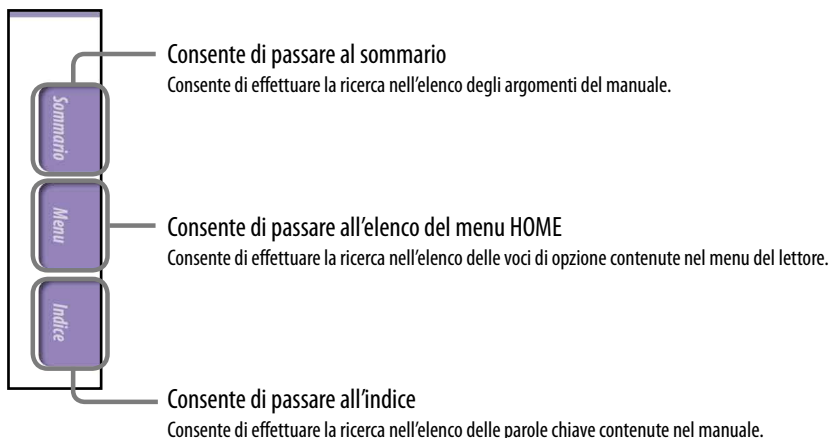 Consente di passare al sommario
Consente di effettuare la ricerca nell'elenco degli argomenti del manuale.
Sommario
Menu
Consente di passare all'elenco del menu HOME
Consente di effettuare la ricerca nell'elenco delle voci di opzione contenute nel menu del lettore.
Indice
Consente di passare all'indice
Consente di effettuare la ricerca nell'elenco delle parole chiave contenute nel manuale.